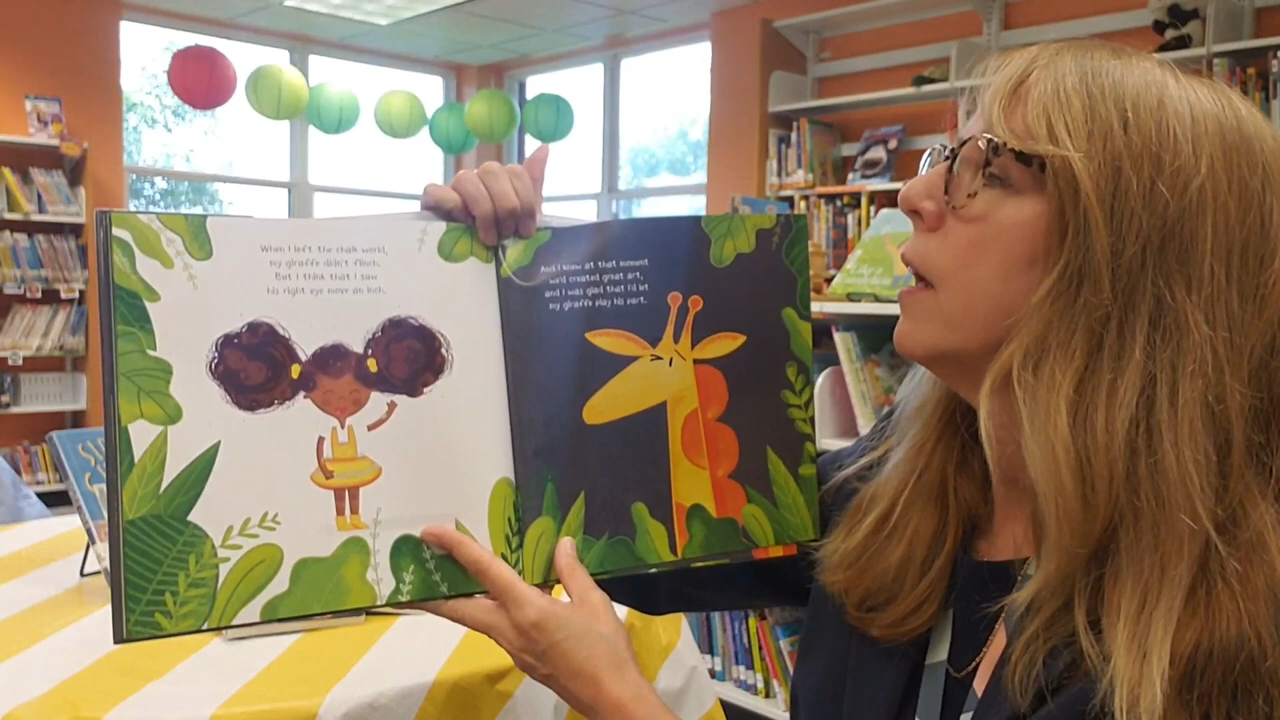 When I left the chalk world,
my giraffe didn't flinch.
But I think that I saw
his right eye move an inch.
And I knew at that moment
we'd created great art,
and I was glad that I'd let
my giraffe play his part.